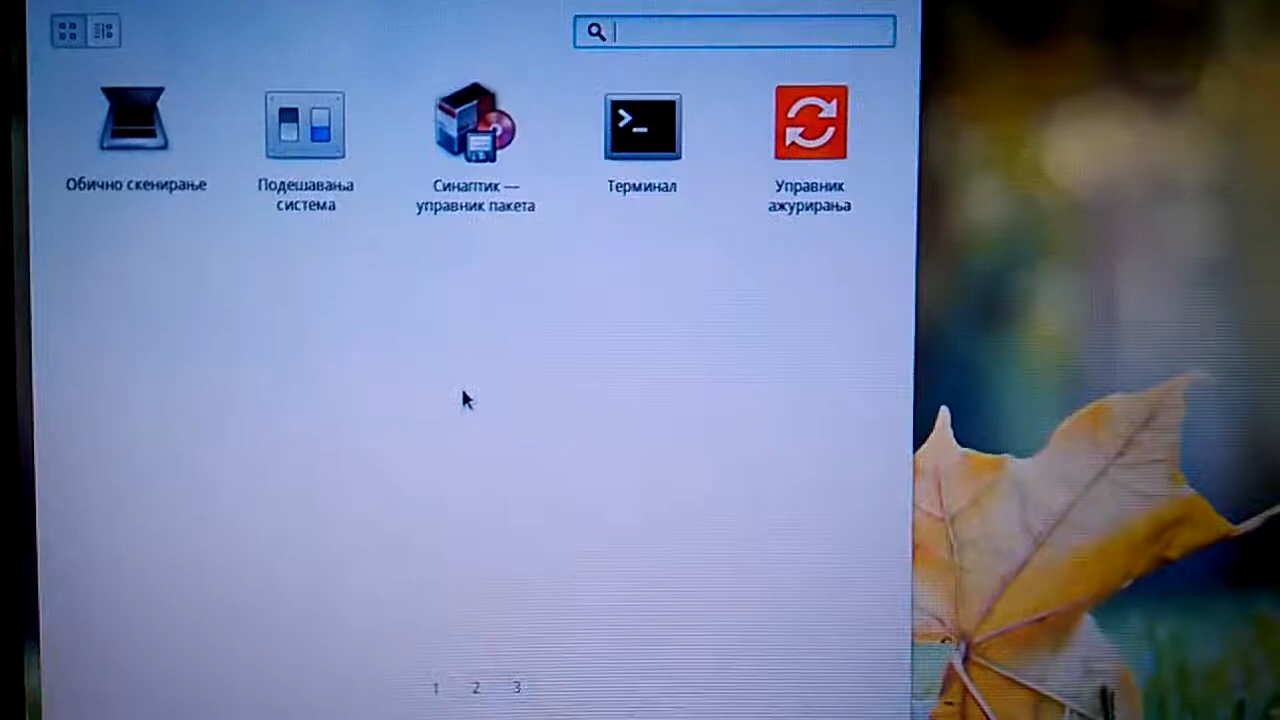 Обично скенирање
Подешавања
система
Синаптик —
управник пакета
Терминал
Управник
ажурирања
1 2 3